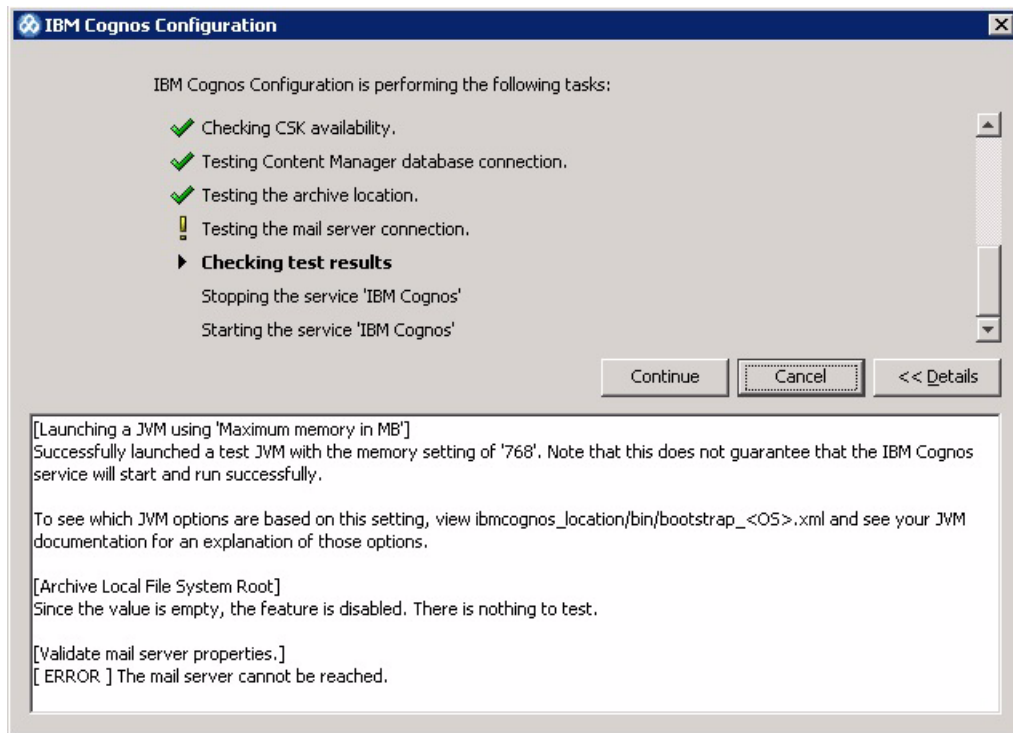 IBM Cognos Configuration
IBM Cognos Configuration is performing the following tasks:
Checking CSK availability.
Testing Content Manager database connection.
Testing the archive location.
Testing the mail server connection.
Checking test results
Stopping the service 'IBM Cognos'
Starting the service 'IBM Cognos'
Continue
Cancel
<< Details
[Launching a JVM using 'Maximum memory in MB']
Successfully launched a test JVM with the memory setting of '768'. Note that this does not guarantee that the IBM Cognos
service will start and run successfully.
To see which JVM options are based on this setting, view ibmcognos_location/bin/bootstrap_<OS>.xml and see your JVM
documentation for an explanation of those options.
[Archive Local File System Root]
Since the value is empty, the feature is disabled. There is nothing to test.
[Validate mail server properties.]
[ ERROR ] The mail server cannot be reached.